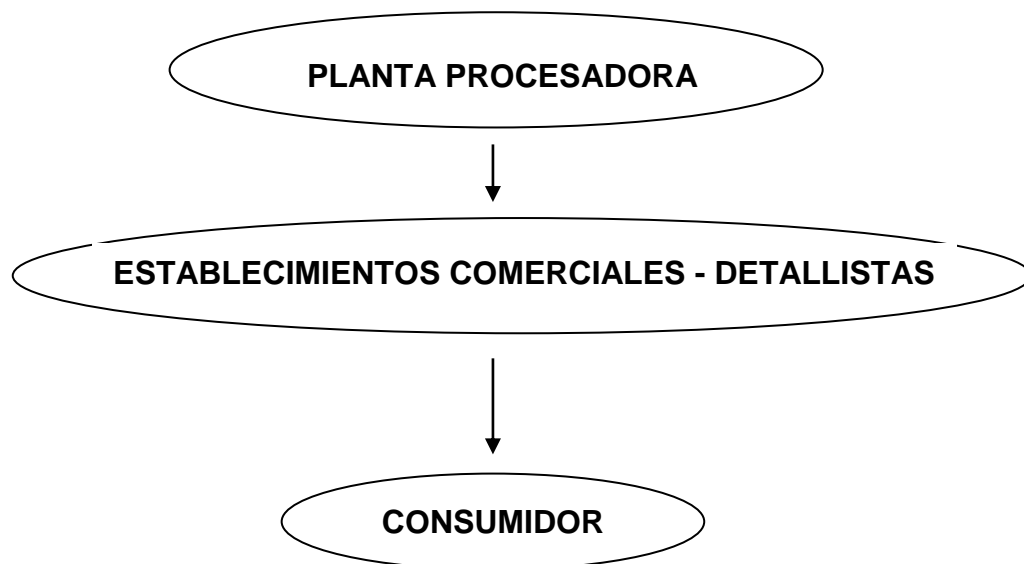 PLANTA PROCESADORA
ESTABLECIMIENTOS COMERCIALES - DETALLISTAS
CONSUMIDOR